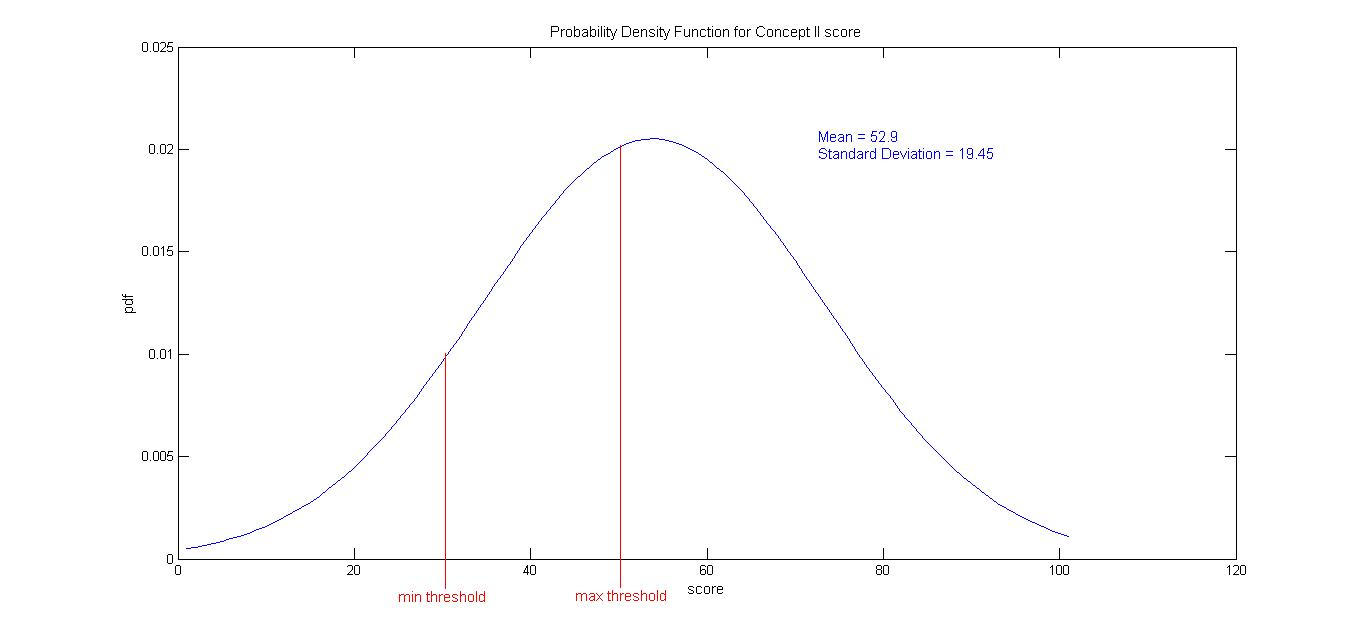 Probability Density Function for Concept II score
0.025
Mean = 52.9
Standard Deviation = 19.45
0.02
0.015
pdf
0.01
0.005
0
0
20
40
60
80
100
120
score
min threshold
max threshold